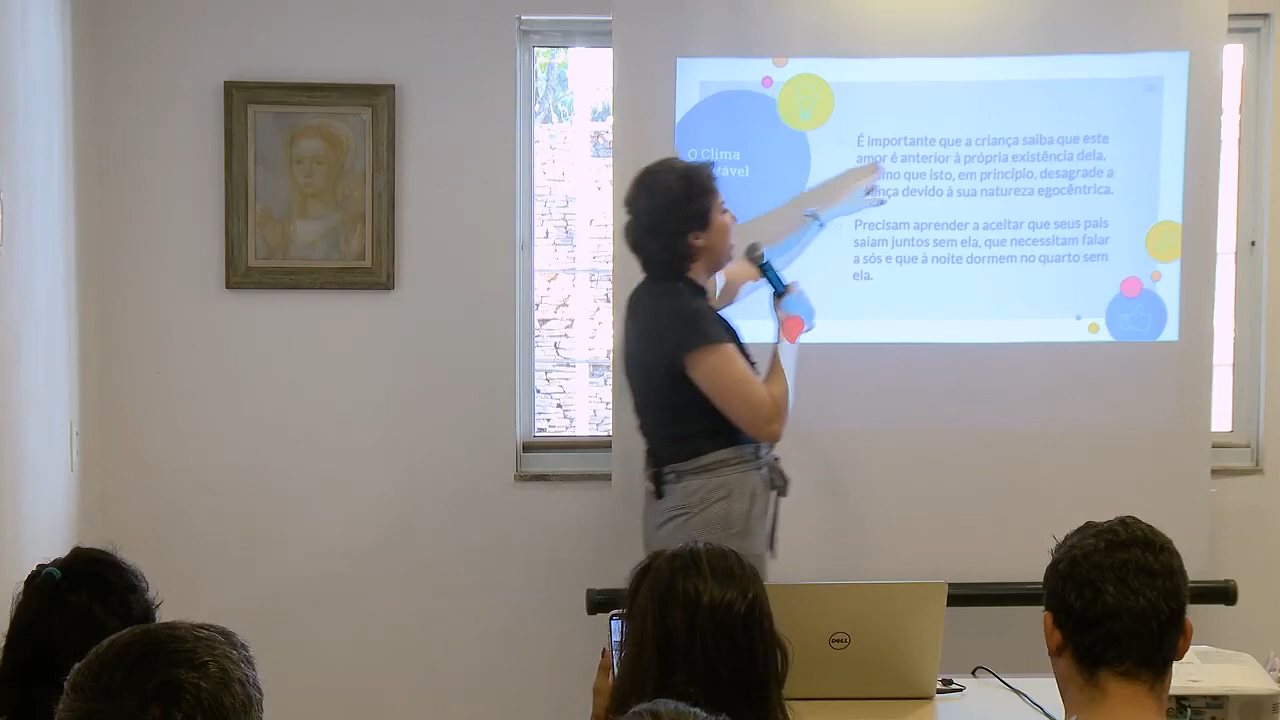 O Clima
É importante que a criança saiba que este
amor é anterior à própria existência dela,
que isto, em princípio, desagrade a
devido à sua natureza egocêntrica.
Precisam aprender a aceitar que seus pais
saiam juntos sem ela, que necessitam falar
a sós e que à noite dormem no quarto sem
ela.
DELL